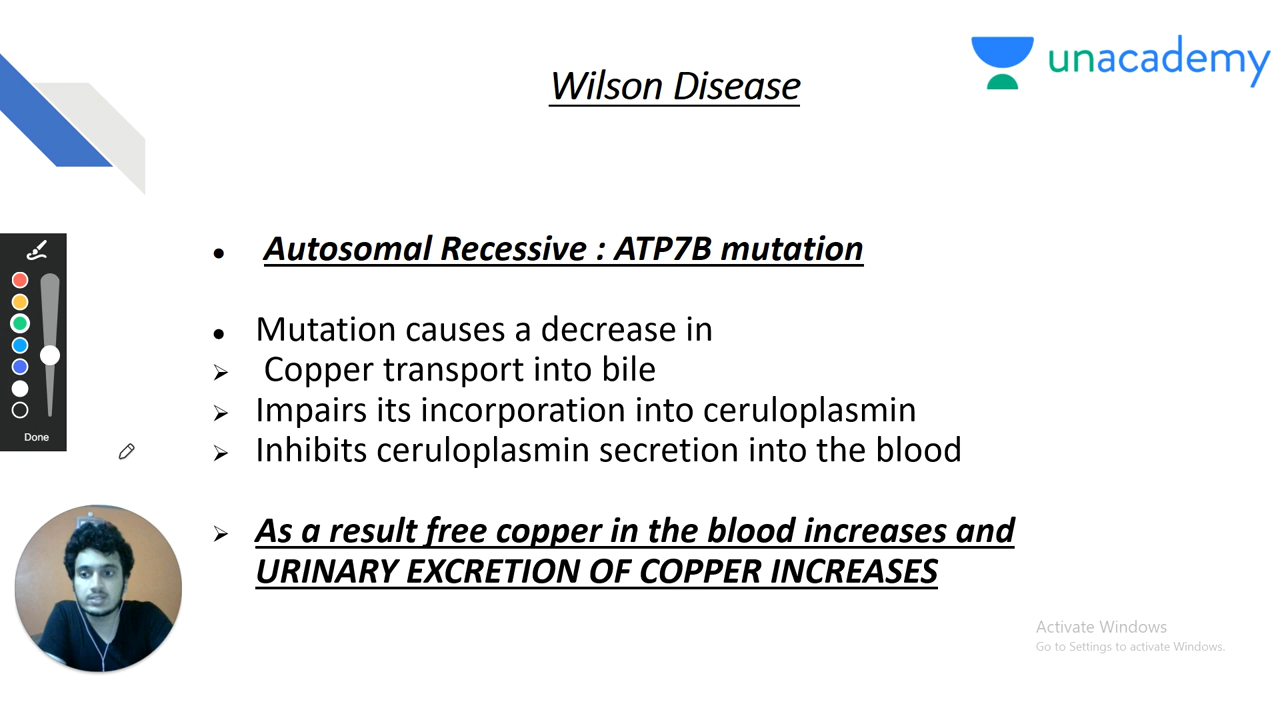 unacademy
Wilson Disease
● Autosomal Recessive : ATP7B mutation
● Mutation causes a decrease in
➢ Copper transport into bile
➢ Impairs its incorporation into ceruloplasmin
➢ Inhibits ceruloplasmin secretion into the blood
➢ As a result free copper in the blood increases and
URINARY EXCRETION OF COPPER INCREASES
Done
Activate Windows
Go to Settings to activate Windows.